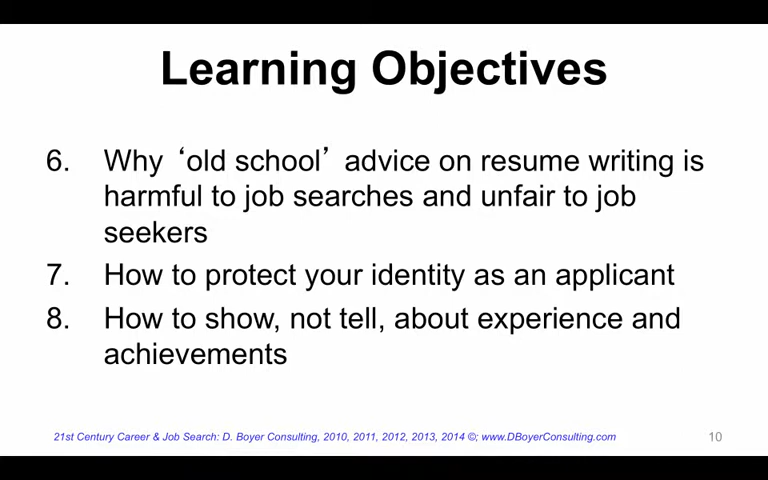 Learning Objectives
6. Why ‘old school’ advice on resume writing is
harmful to job searches and unfair to job
seekers
7. How to protect your identity as an applicant
8. How to show, not tell, about experience and
achievements
21st Century Career & Job Search: D. Boyer Consulting, 2010, 2011, 2012, 2013, 2014 ©; www.DBoyerConsulting.com 10